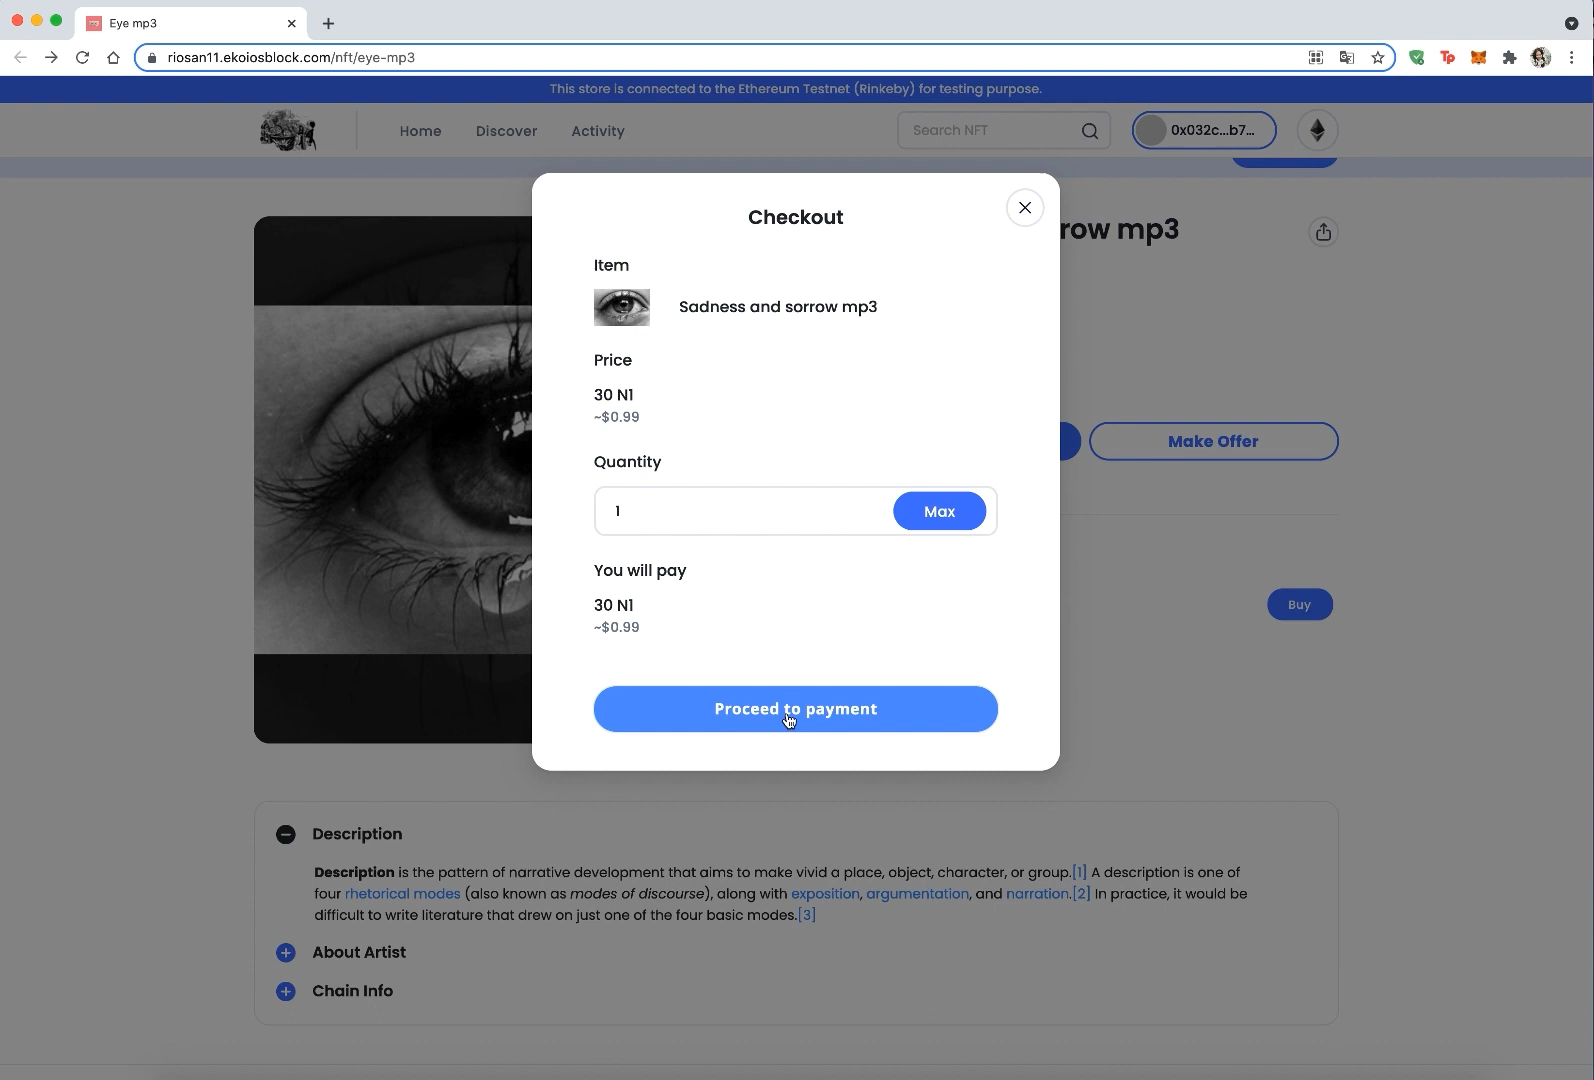 Eye mp3
riosan11.ekoiosblock.com/nft/eye-mp3
Tp
This store is connected to the Ethereum Testnet (Rinkeby) for testing purpose.
Home Discover Activity Search NFT 0x032c...b7...
Checkout
row mp3
Item
Sadness and sorrow mp3
Price
30 N1
~$0.99
Make Offer
Quantity
1 Max
You will pay
30 N1
~$0.99
Buy
Proceed to payment
Description
Description is the pattern of narrative development that aims to make vivid a place, object, character, or group.[1] A description is one of
four rhetorical modes (also known as modes of discourse), along with exposition, argumentation, and narration.[2] In practice, it would be
difficult to write literature that drew on just one of the four basic modes.[3]
About Artist
Chain Info